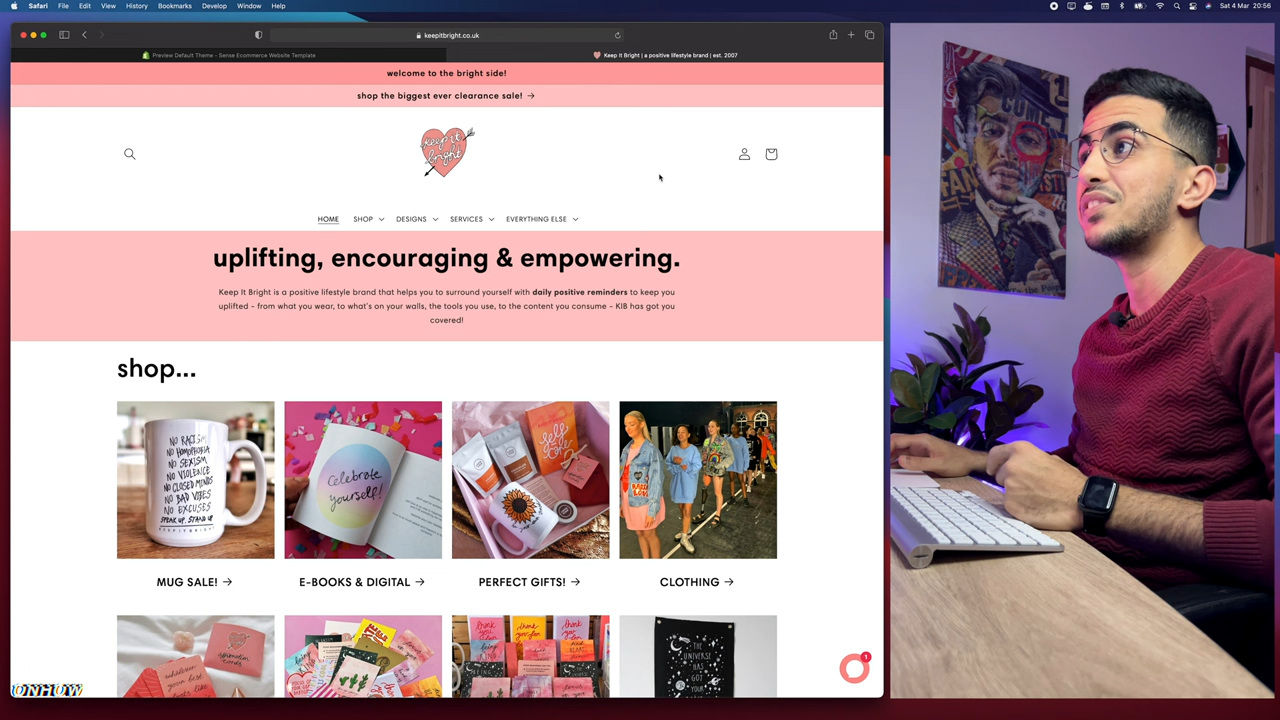 Safari File Edit View History Bookmarks Develop Window Help
Sat 4 Mar 20:56
keepitbright.co.uk
Preview Default Theme - Sense Ecommerce Website Template
Keep It Bright | a positive lifestyle brand | est. 2007
welcome to the bright side!
shop the biggest ever clearance sale! →
keep it
bright
HOME SHOP DESIGNS SERVICES EVERYTHING ELSE
uplifting, encouraging & empowering.
Keep It Bright is a positive lifestyle brand that helps you to surround yourself with daily positive reminders to keep you
uplifted - from what you wear, to what's on your walls, the tools you use, to the content you consume - KIB has got you
covered!
shop...
NO RACISM
NO HOMOPHOBIA
NO SEXISM
NO VIOLENCE
NO CLOSED MINDS
NO BAD VIBES
NO EXCUSES
SPEAK UP, STAND UP
KEEPITBRIGHT
celebrate
yourself!
self
love
MUG SALE! →
E-BOOKS & DIGITAL →
PERFECT GIFTS! →
CLOTHING →
THE
UNIVERSE
HAS
GOT
YOUR
1
ONHOW